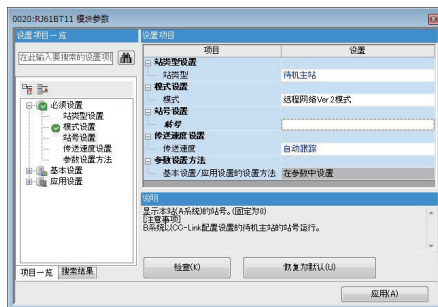 0020:RJ61BT11 模块参数
设置项目一览
在此输入要搜索的设置项目
必须设置
站类型设置
模式设置
站号设置
传送速度设置
参数设置方法
基本设置
应用设置
项目一览 搜索结果
设置项目
项目 设置
站类型设置
站类型 待机主站
模式设置
模式 远程网络Ver.2模式
站号设置
站号
传送速度设置
传送速度 自动跟踪
参数设置方法
基本设置/应用设置的设置方法 在参数中设置
说明
显示本站(A系统)的站号。(固定为0)
[注意事项]
B系统以CC-Link配置设置的待机主站的站号运行。
检查(K) 恢复为默认(U)
应用(A)